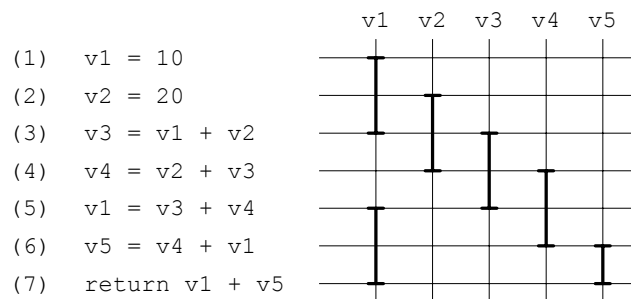 v1 v2 v3 v4 v5
(1) v1 = 10
(2) v2 = 20
(3) v3 = v1 + v2
(4) v4 = v2 + v3
(5) v1 = v3 + v4
(6) v5 = v4 + v1
(7) return v1 + v5